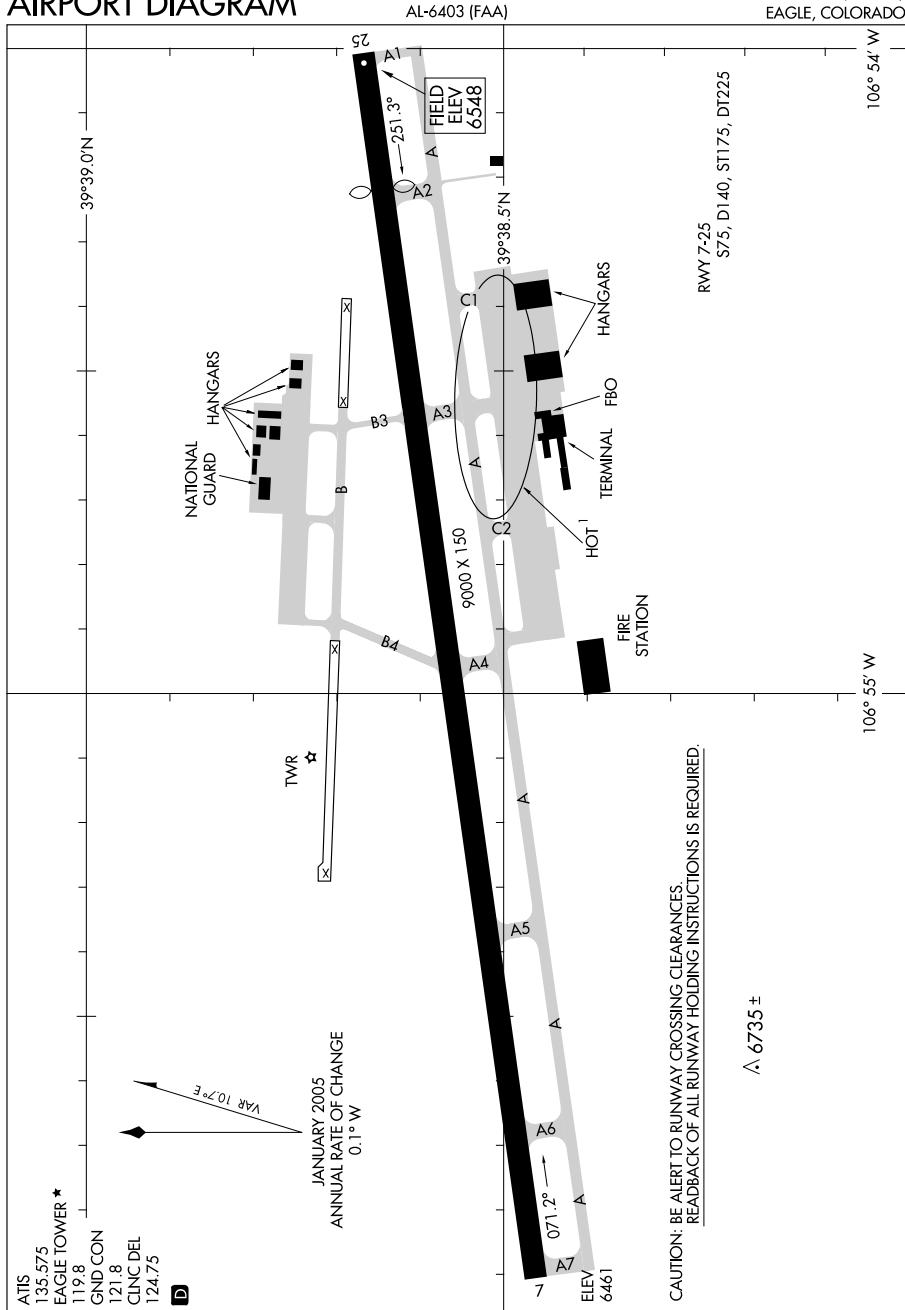 AIRPORT DIAGRAM
AL-6403 (FAA)
EAGLE, COLORADO
ATIS
135.575
EAGLE TOWER
119.8
GND CON
121.8
CLNC DEL
124.75
D
VAR 10.7° E
JANUARY 2005
ANNUAL RATE OF CHANGE
0.1° W
39°39.0'N
39°38.5'N
106° 55' W
106° 54' W
25
A1
FIELD
ELEV
6548
251.3°
A
A2
NATIONAL
GUARD
HANGARS
X
X
B3
B
A3
C1
A
C2
9000 X 150
B4
A4
HANGARS
FBO
TERMINAL
HOT 1
FIRE
STATION
X
X
TWR
A
A5
A
A6
071.2°
A
A7
7
ELEV
6461
RWY 7-25
S75, D140, ST175, DT225
CAUTION: BE ALERT TO RUNWAY CROSSING CLEARANCES.
READBACK OF ALL RUNWAY HOLDING INSTRUCTIONS IS REQUIRED.
6735 ±